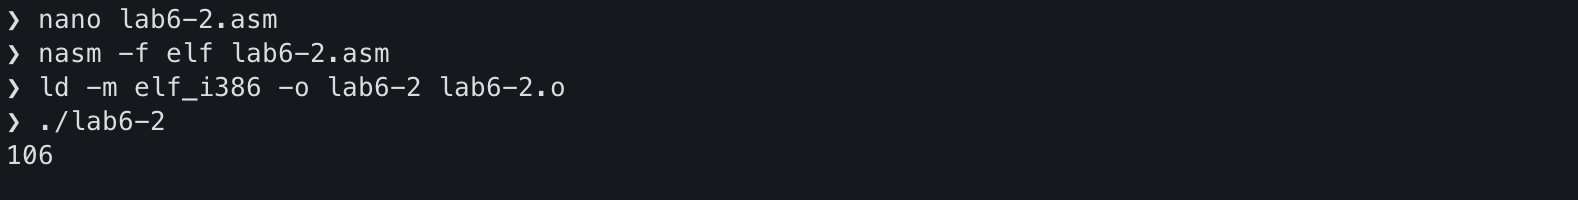 ❯ nano lab6-2.asm
❯ nasm -f elf lab6-2.asm
❯ ld -m elf_i386 -o lab6-2 lab6-2.o
❯ ./lab6-2
106